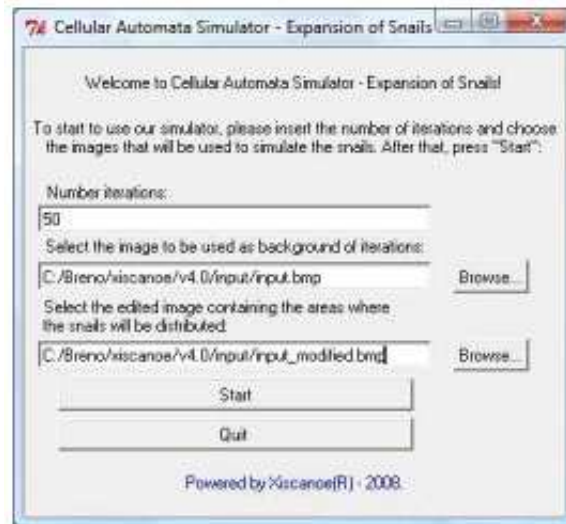 Cellular Automata Simulator - Expansion of Snails
Welcome to Cellular Automata Simulator - Expansion of Snails!
To start to use our simulator, please insert the number of iterations and choose
the images that will be used to simulate the snails. After that, press "Start":
Number iterations:
50
Select the image to be used as background of iterations:
C:/Breno/xiscanoe/v4.0/input/input.bmp
Browse...
Select the edited image containing the areas where
the snails will be distributed:
C:/Breno/xiscanoe/v4.0/input/input_modified.bmp
Browse...
Start
Quit
Powered by Xiscanoe(R) - 2008.